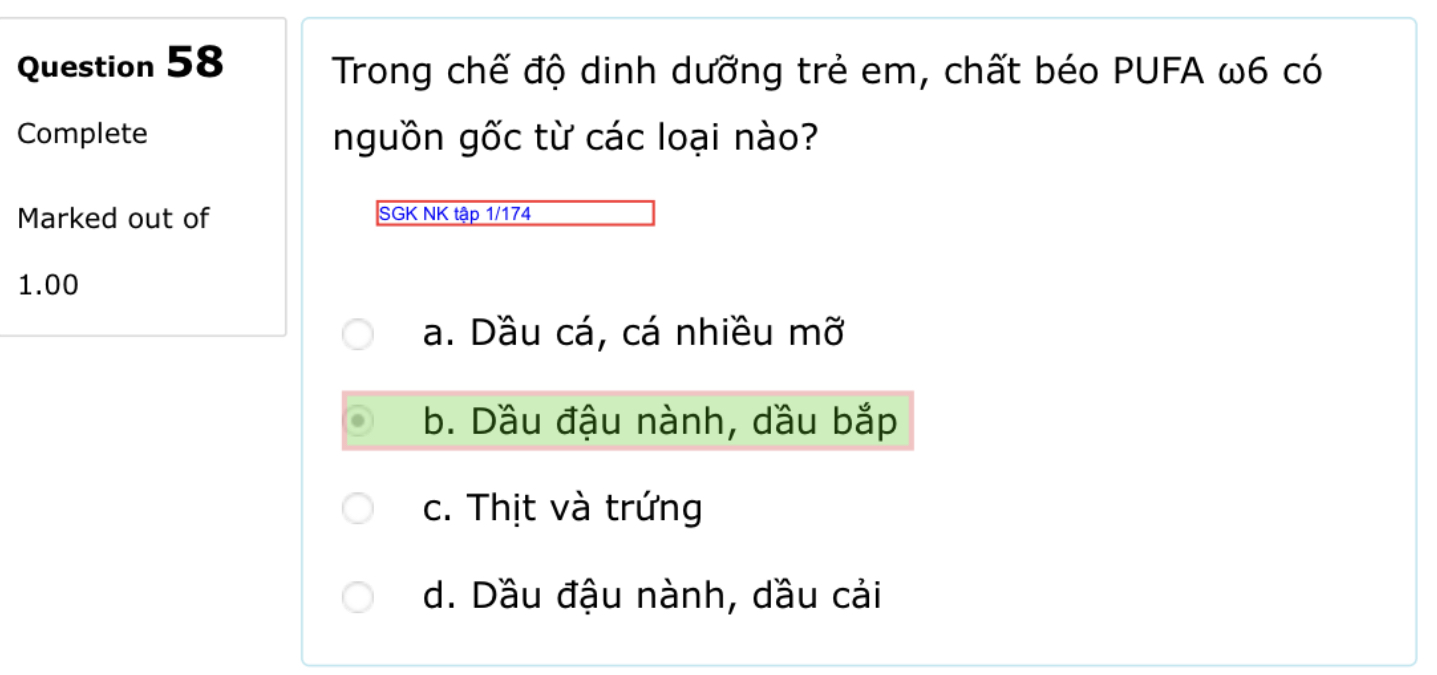 Question 58
Complete
Marked out of
1.00
Trong chế độ dinh dưỡng trẻ em, chất béo PUFA ω6 có
nguồn gốc từ các loại nào?
SGK NK tập 1/174
a. Dầu cá, cá nhiều mỡ
b. Dầu đậu nành, dầu bắp
c. Thịt và trứng
d. Dầu đậu nành, dầu cải